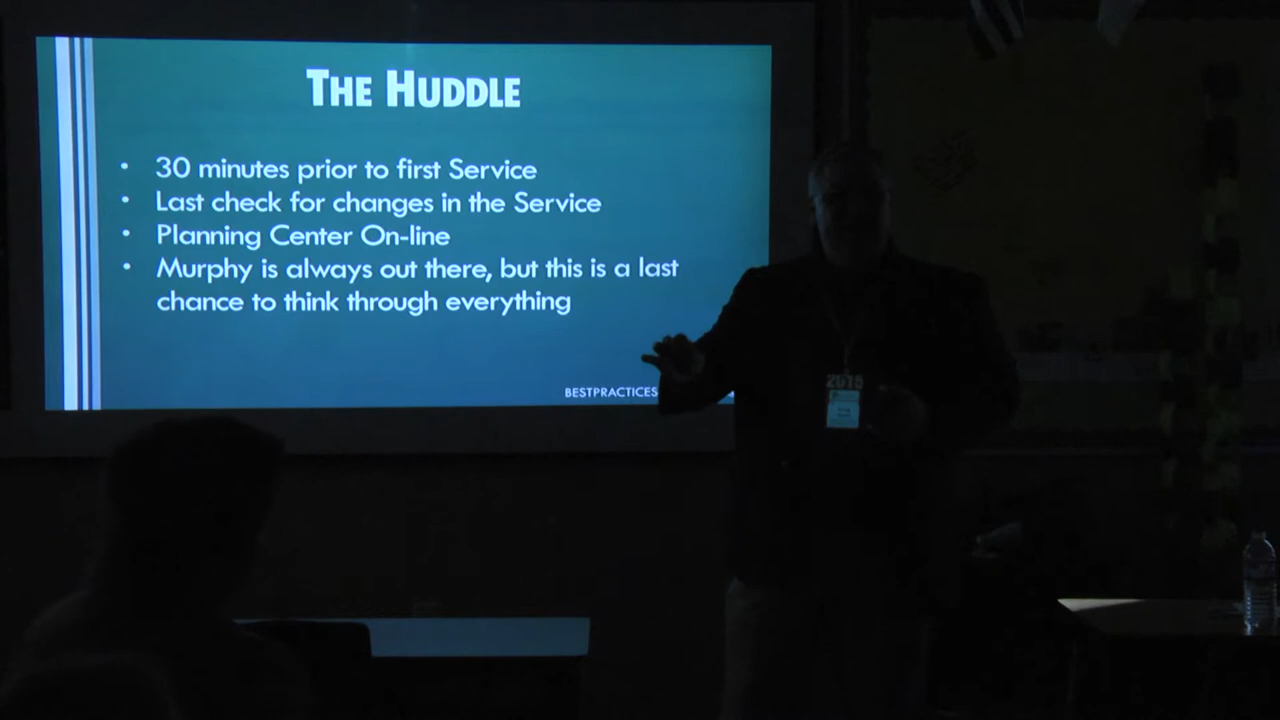 THE HUDDLE
• 30 minutes prior to first Service
• Last check for changes in the Service
• Planning Center On-line
• Murphy is always out there, but this is a last
chance to think through everything
BESTPRACTICES
2015